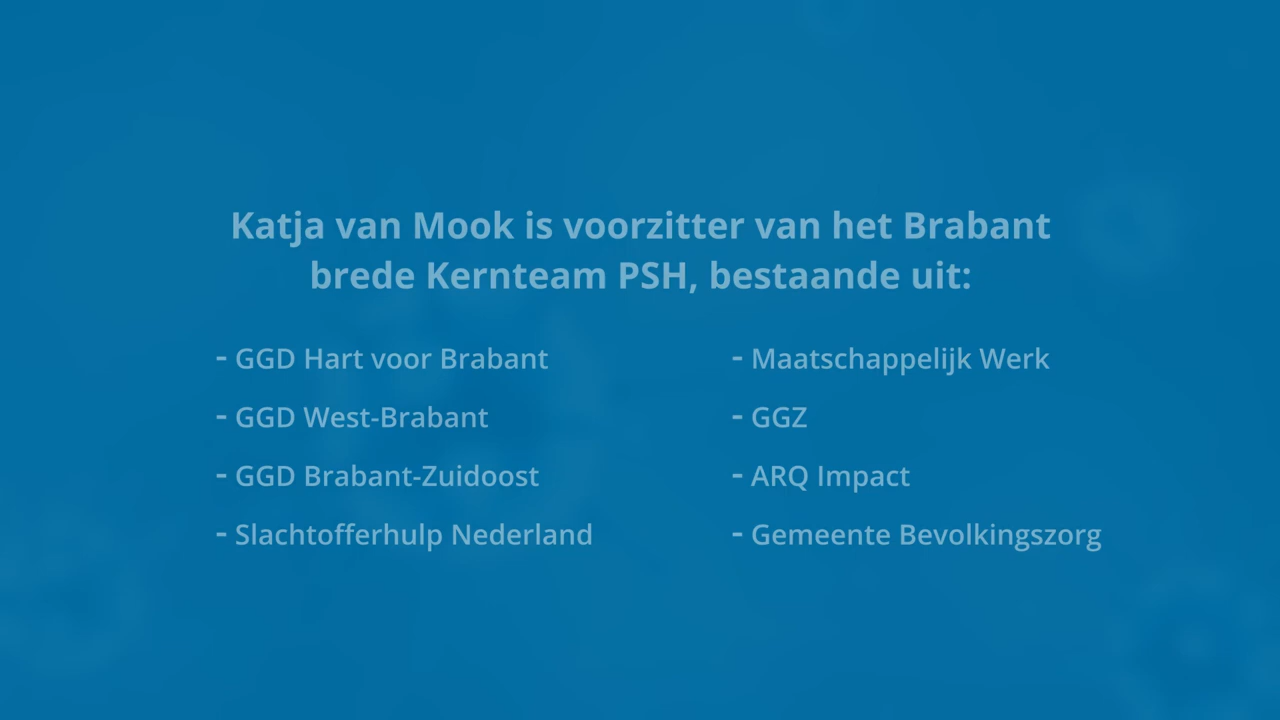 Katja van Mook is voorzitter van het Brabant
brede Kernteam PSH, bestaande uit:
- GGD Hart voor Brabant
- GGD West-Brabant
- GGD Brabant-Zuidoost
- Slachtofferhulp Nederland
- Maatschappelijk Werk
- GGZ
- ARQ Impact
- Gemeente Bevolkingszorg